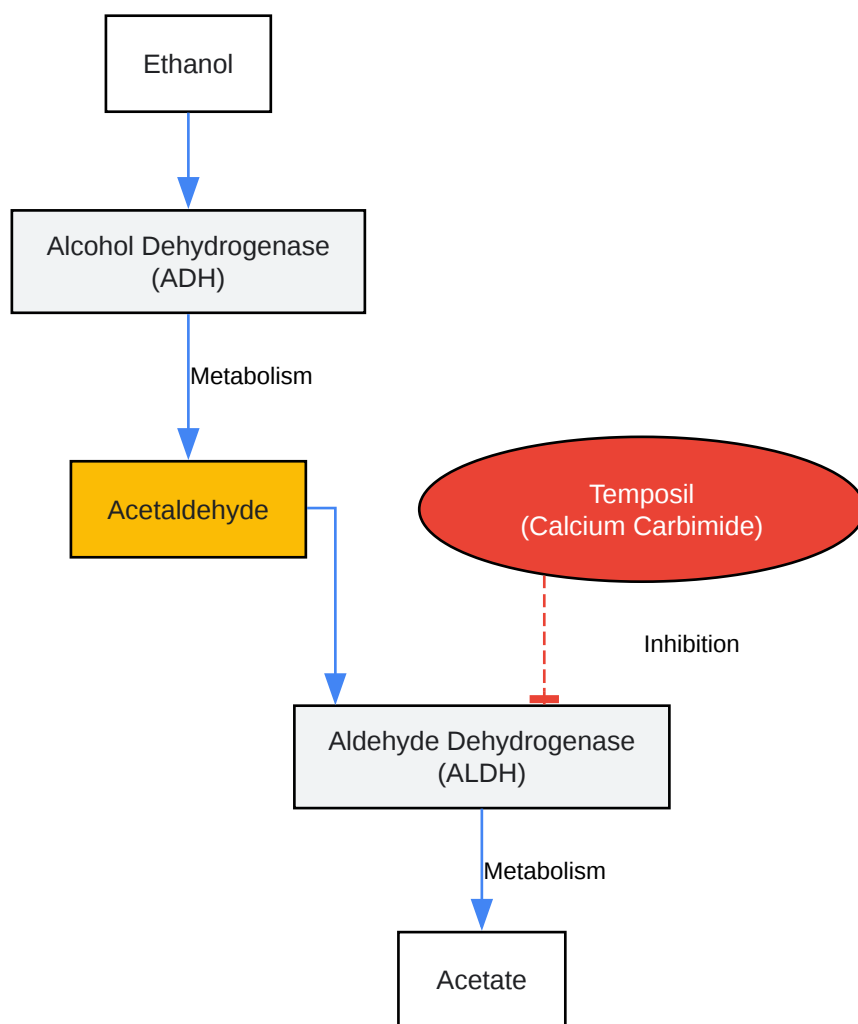 Ethanol
Alcohol Dehydrogenase
(ADH)
Metabolism
Acetaldehyde
Temposil
(Calcium Carbimide)
Inhibition
Aldehyde Dehydrogenase
(ALDH)
Metabolism
Acetate